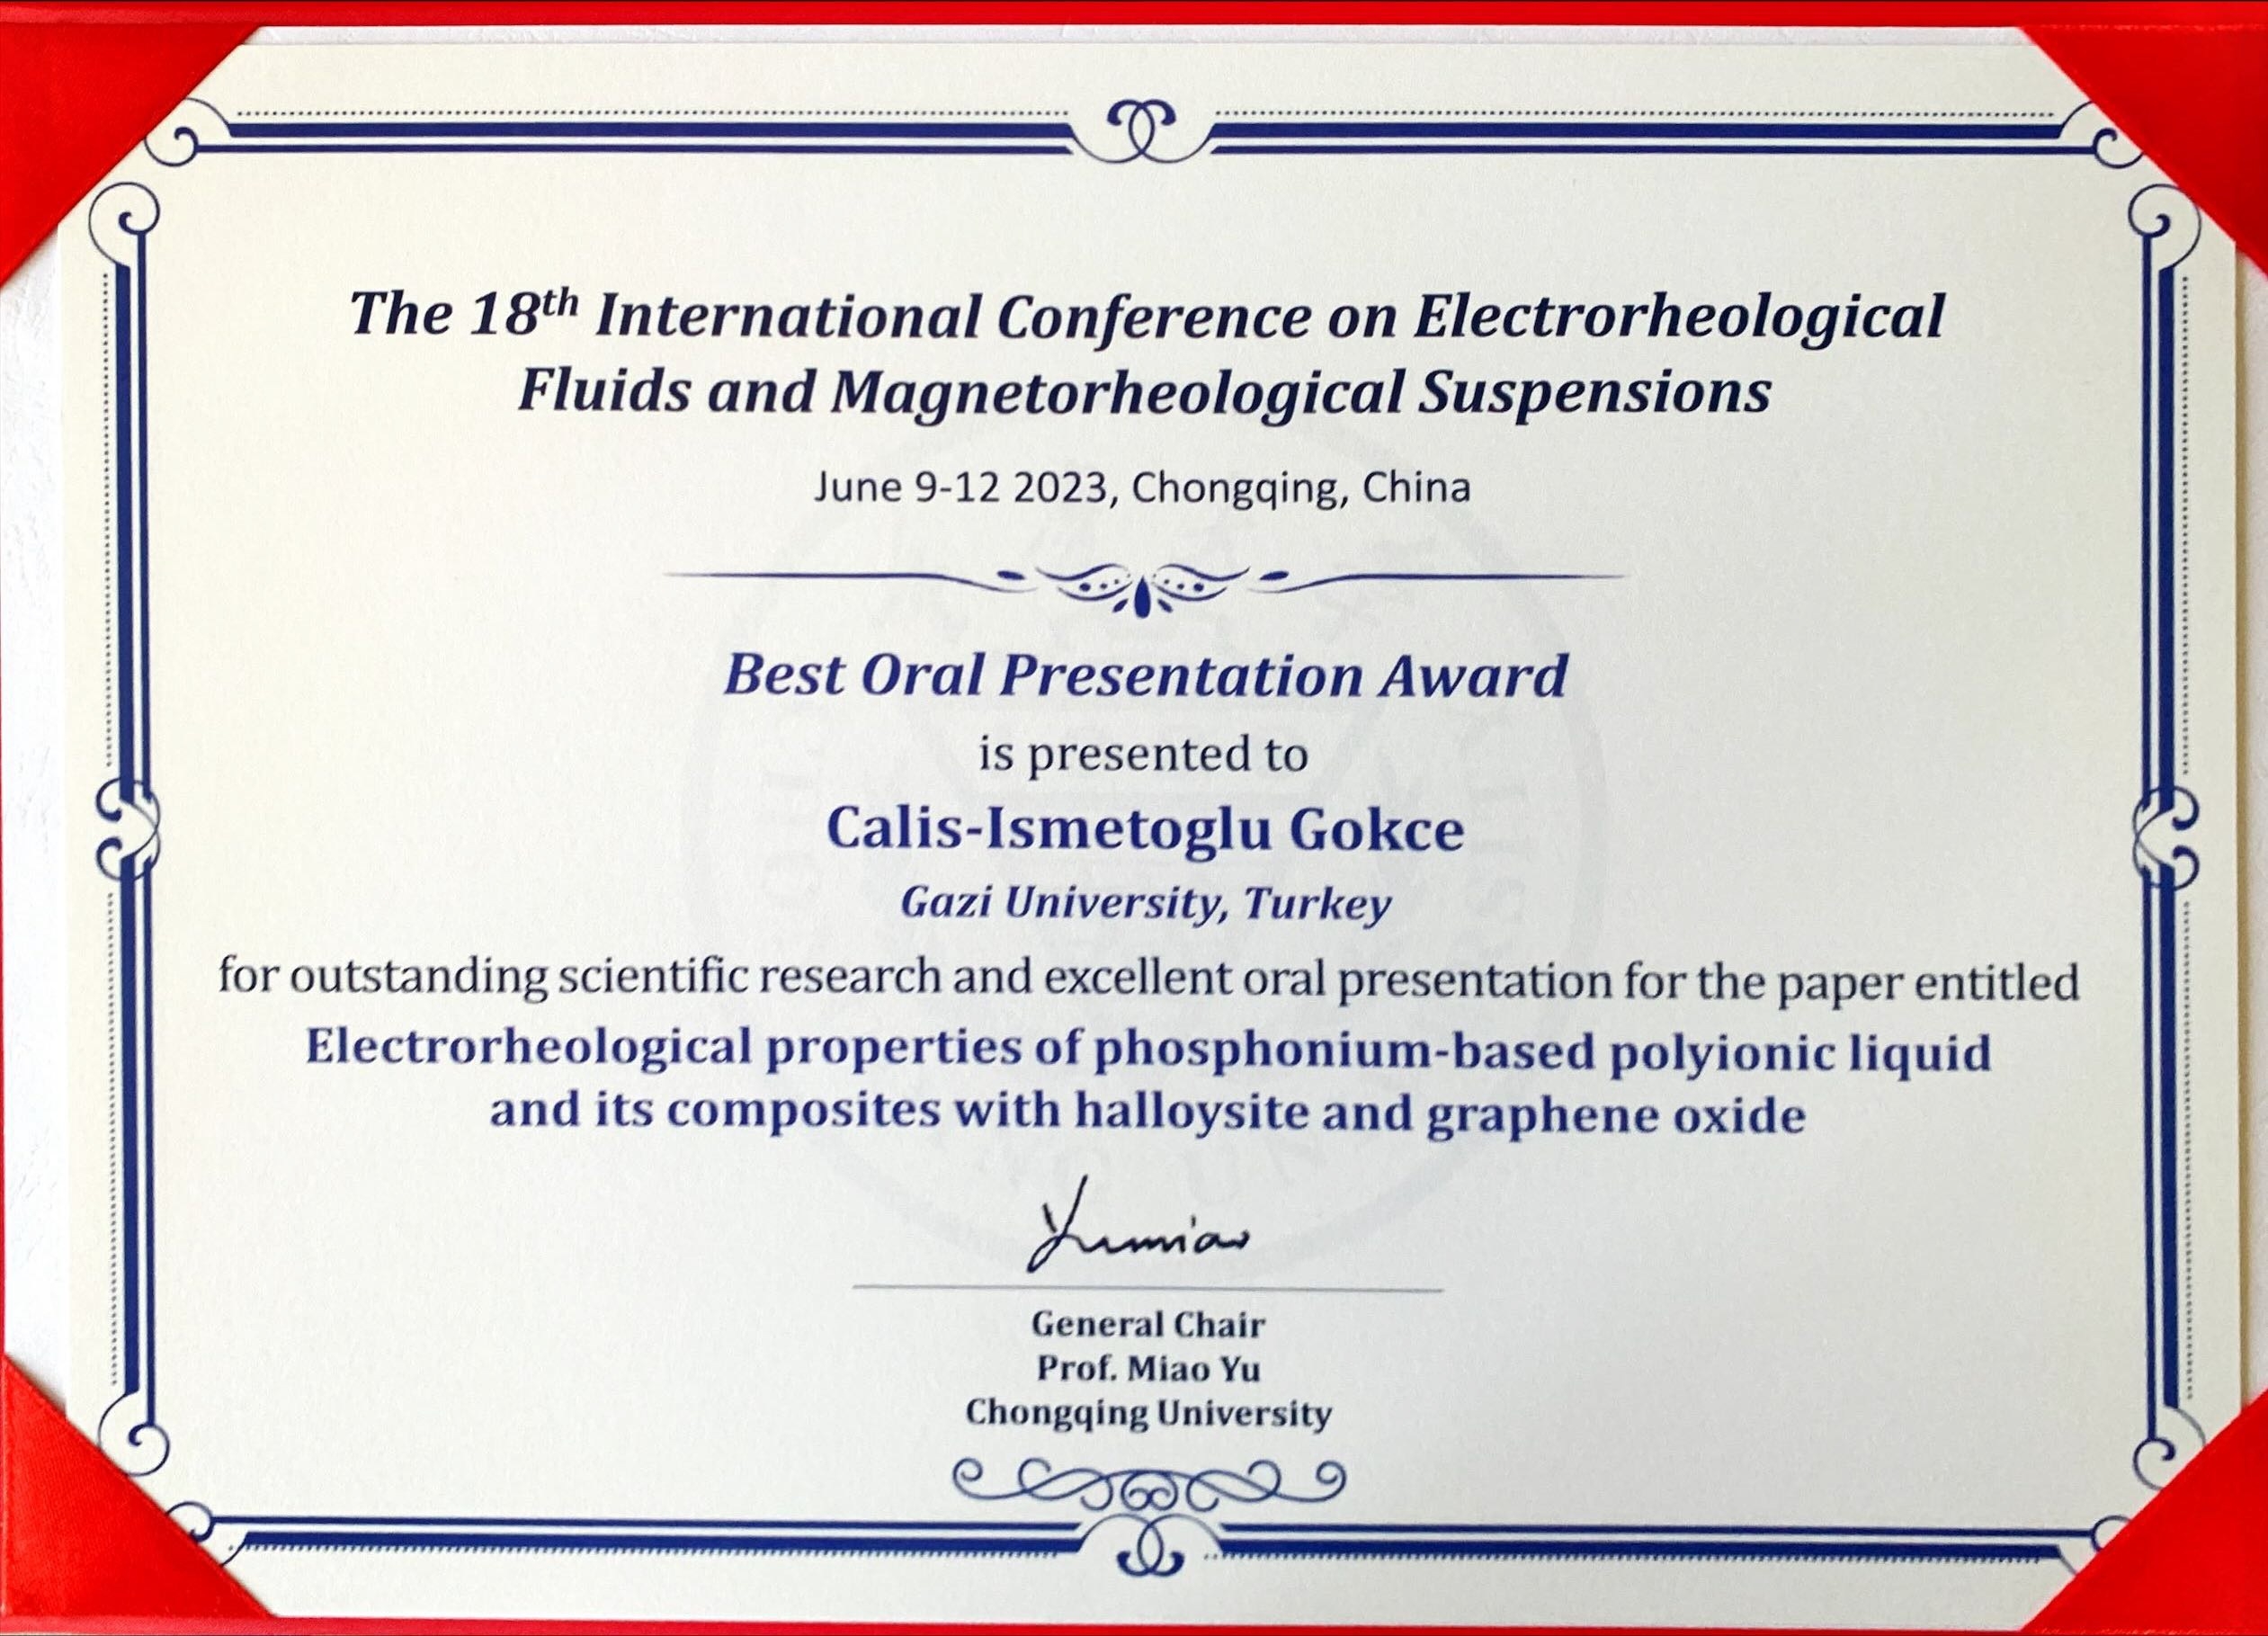 The 18th International Conference on Electrorheological
Fluids and Magnetorheological Suspensions
June 9-12 2023, Chongqing, China
Best Oral Presentation Award
is presented to
Calis-Ismetoglu Gokce
Gazi University, Turkey
for outstanding scientific research and excellent oral presentation for the paper entitled
Electrorheological properties of phosphonium-based polyionic liquid
and its composites with halloysite and graphene oxide
Yumiao
General Chair
Prof. Miao Yu
Chongqing University